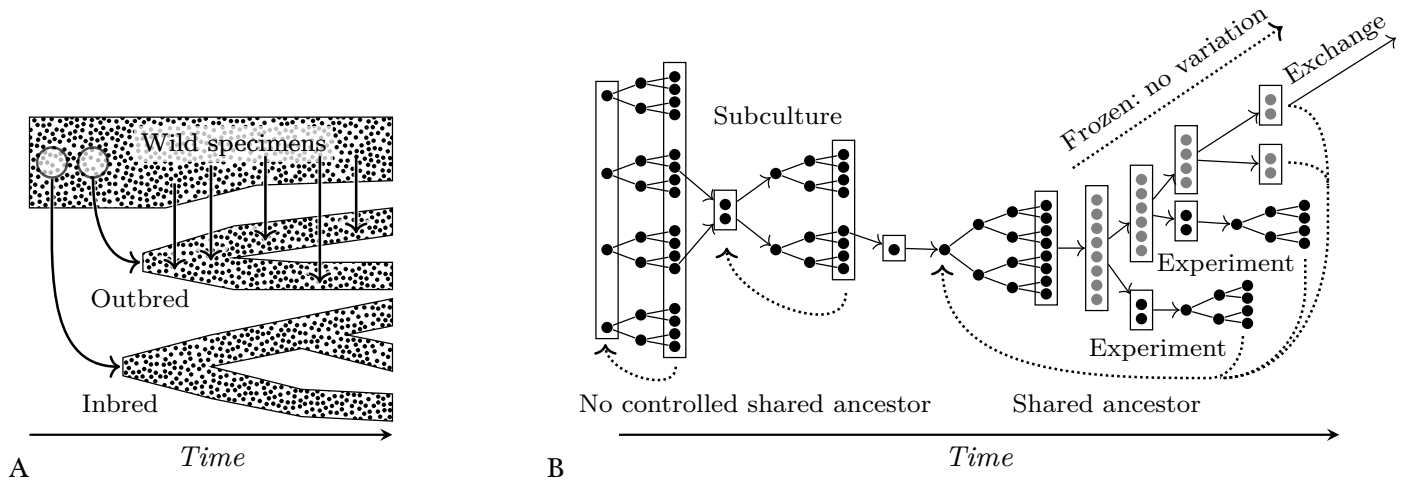 Wild specimens
Outbred
Inbred
Time
A
Subculture
Frozen: no variation
Exchange
Experiment
Experiment
No controlled shared ancestor
Shared ancestor
Time
B